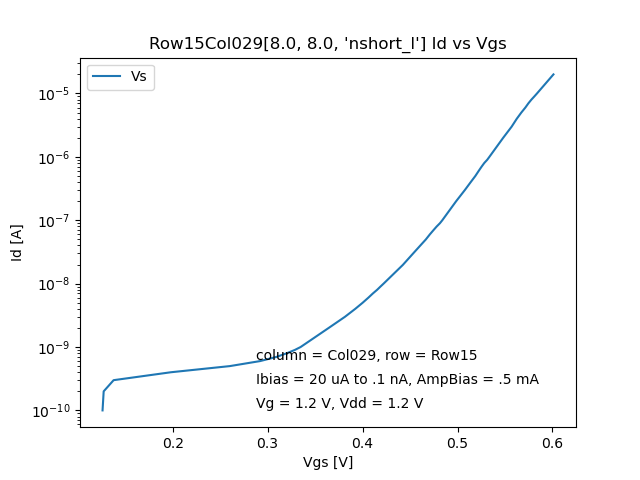 Row15Col029[8.0, 8.0, 'nshort_l'] Id vs Vgs
Vs
10^-5
10^-6
10^-7
10^-8
10^-9
10^-10
Id [A]
column = Col029, row = Row15
Ibias = 20 uA to .1 nA, AmpBias = .5 mA
Vg = 1.2 V, Vdd = 1.2 V
0.2 0.3 0.4 0.5 0.6
Vgs [V]